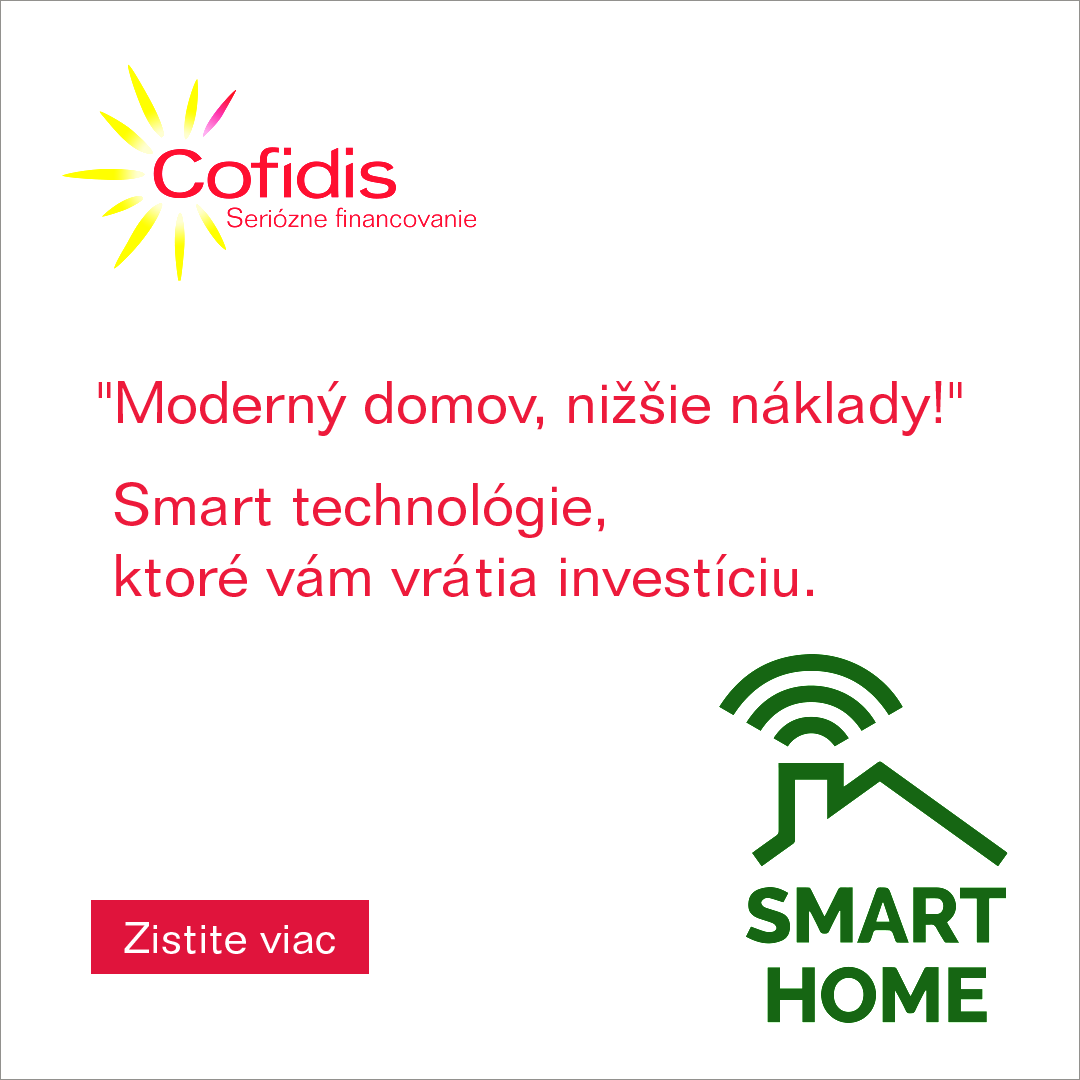 Cofidis
Seriózne financovanie
"Moderný domov, nižšie náklady!"
Smart technológie,
ktoré vám vrátia investíciu.
SMART
HOME
Zistite viac